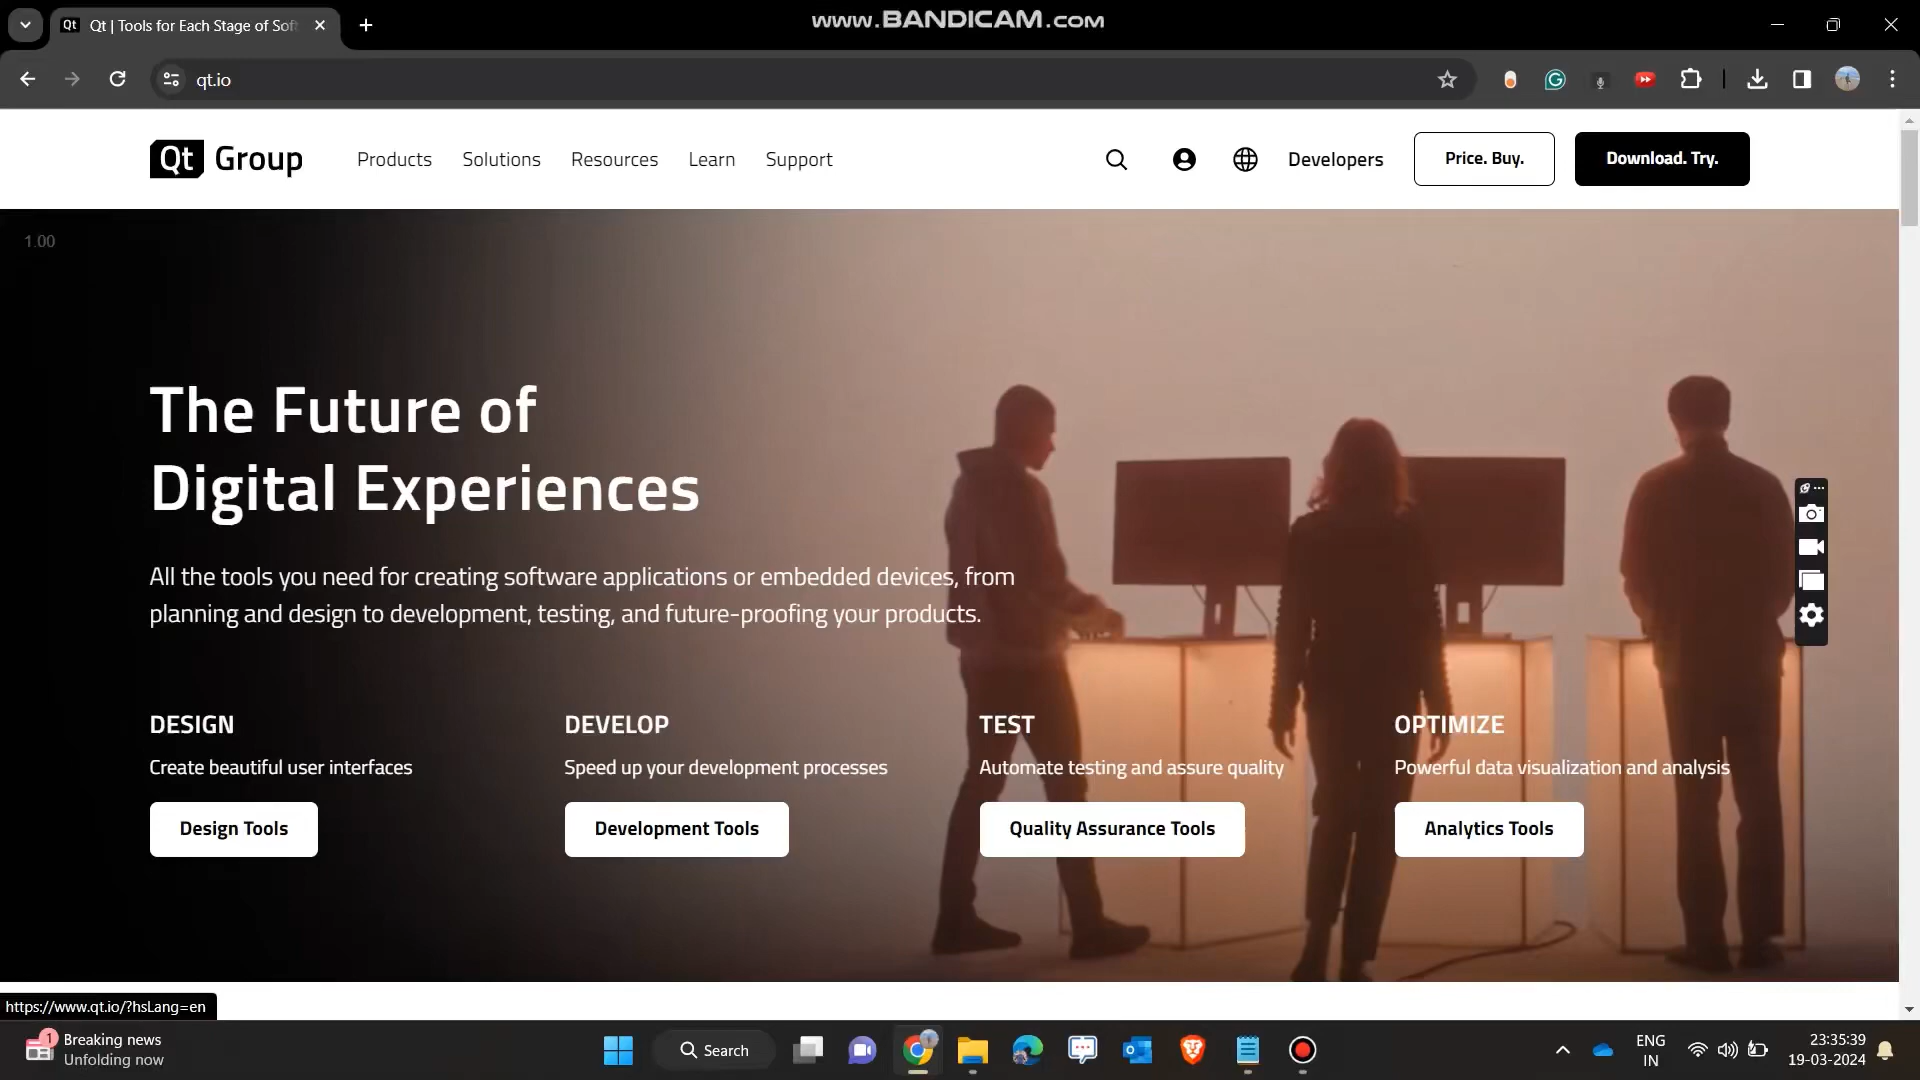 Qt | Tools for Each Stage of Sof
www.BANDICAM.com
qt.io
Qt Group
Products
Solutions
Resources
Learn
Support
Developers
Price. Buy.
Download. Try.
1.00
The Future of
Digital Experiences
All the tools you need for creating software applications or embedded devices, from
planning and design to development, testing, and future-proofing your products.
DESIGN
DEVELOP
TEST
OPTIMIZE
Create beautiful user interfaces
Speed up your development processes
Automate testing and assure quality
Powerful data visualization and analysis
Design Tools
Development Tools
Quality Assurance Tools
Analytics Tools
https://www.qt.io/?hsLang=en
1
Breaking news
Unfolding now
Search
ENG
IN
23:35:39
19-03-2024